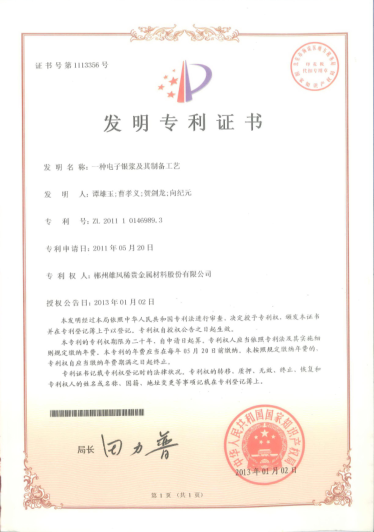 证书号第1113356号
发明专利证书
发 明 名 称：一种电子银浆及其制备工艺
发 明 人：谭雄玉;曹孝义;贺剑龙;向纪元
专 利 号：ZL 2011 1 0146989.3
专利申请日：2011年05月20日
专 利 权 人：郴州雄风稀贵金属材料股份有限公司
授权公告日：2013年01月02日
本发明经过本局依照中华人民共和国专利法进行审查，决定授予专利权，颁发本证书
并在专利登记簿上予以登记。专利权自授权公告之日起生效。
本专利的专利权期限为二十年，自申请日起算。专利权人应当依照专利法及其实施细
则规定缴纳年费。本专利的年费应当在每年05月20日前缴纳。未按照规定缴纳年费的，
专利权自应当缴纳年费期满之日起终止。
专利证书记载专利权登记时的法律状况。专利权的转移、质押、无效、终止、恢复和
专利权人的姓名或名称、国籍、地址变更等事项记载在专利登记簿上。
局长 田力普
中华人民共和国国家知识产权局
2013年01月02日
第1页（共1页）